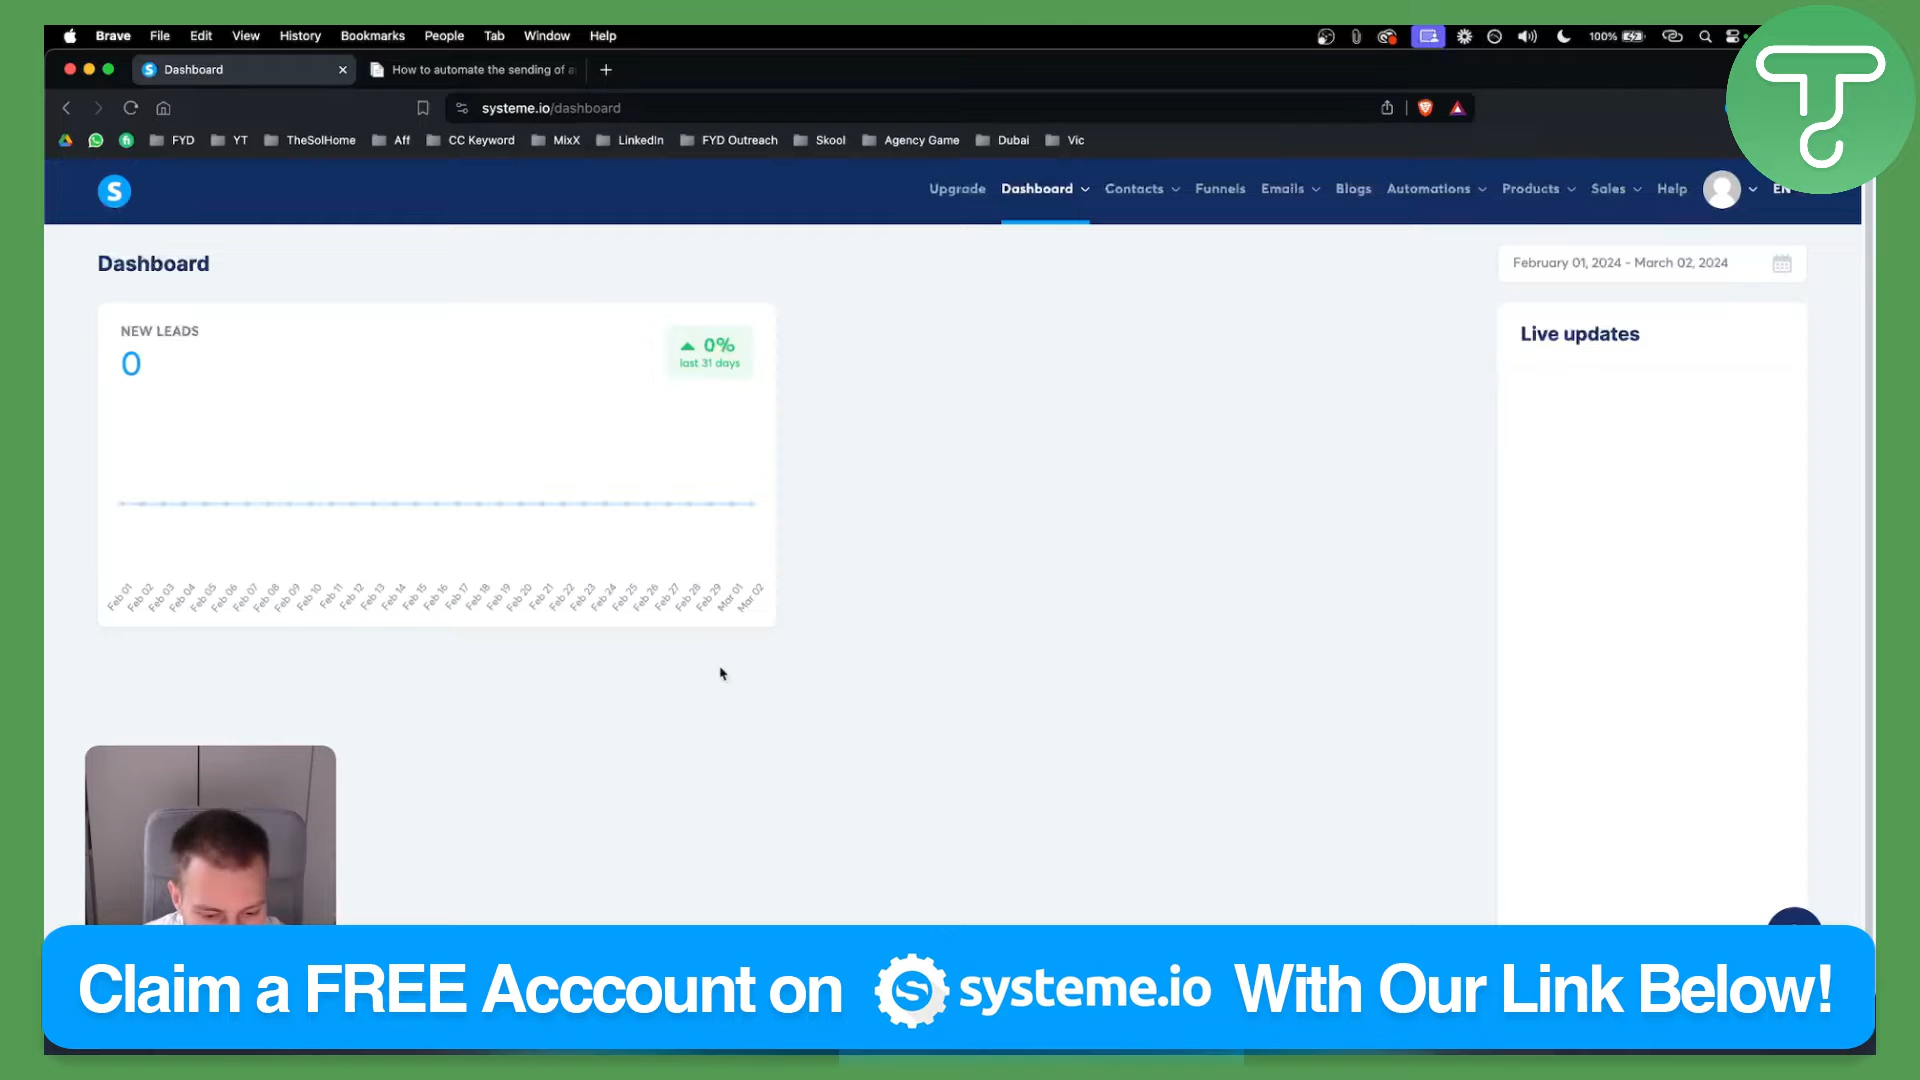 Brave File Edit View History Bookmarks People Tab Window Help 100%
Dashboard How to automate the sending of
systeme.io/dashboard
FYD YT TheSolHome Aff CC Keyword MixX LinkedIn FYD Outreach Skool Agency Game Dubai Vic
S Upgrade Dashboard Contacts Funnels Emails Blogs Automations Products Sales Help EN
Dashboard
February 01, 2024 - March 02, 2024
NEW LEADS
0
0%
last 31 days
Live updates
Feb 01 Feb 02 Feb 03 Feb 04 Feb 05 Feb 06 Feb 07 Feb 08 Feb 09 Feb 10 Feb 11 Feb 12 Feb 13 Feb 14 Feb 15 Feb 16 Feb 17 Feb 18 Feb 19 Feb 20 Feb 21 Feb 22 Feb 23 Feb 24 Feb 25 Feb 26 Feb 27 Feb 28 Feb 29 Mar 01 Mar 02
Claim a FREE Acccount on systeme.io With Our Link Below!